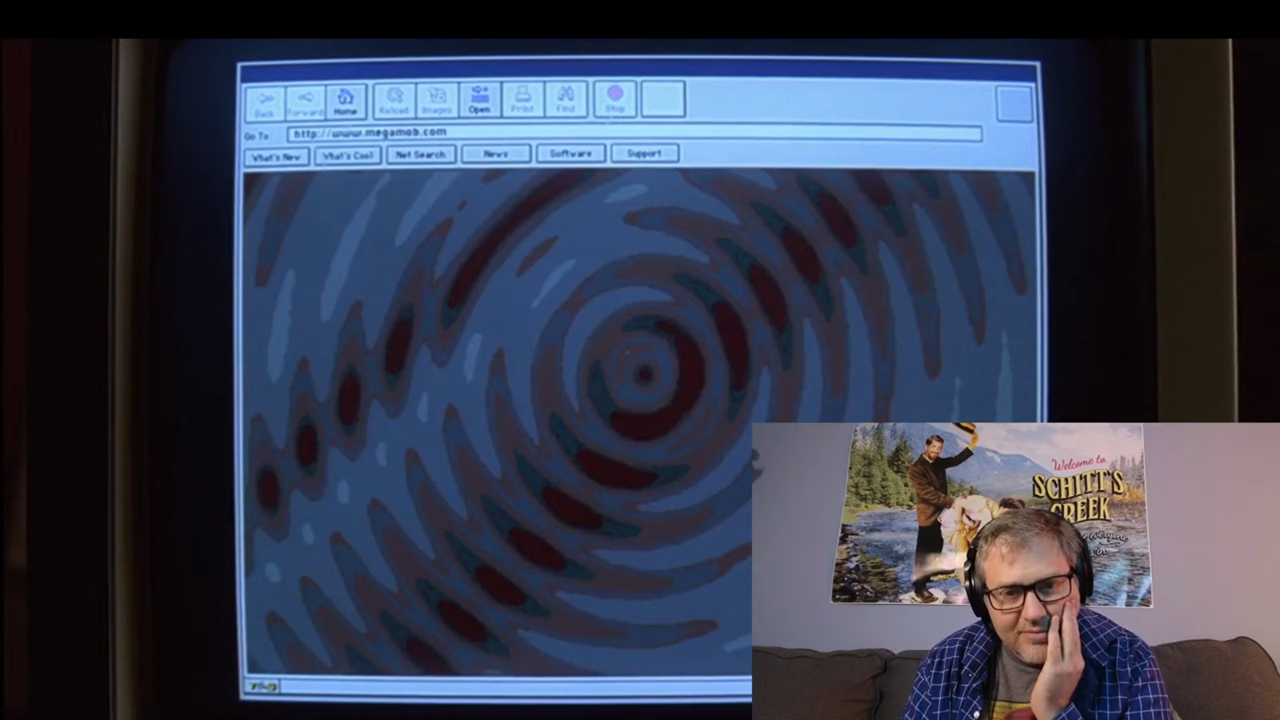 Back Forward Home Reload Images Open Print Find Stop
Go To: http://www.megamob.com
What's New What's Cool Net Search News Software Support
Welcome to
SCHITT'S
CREEK